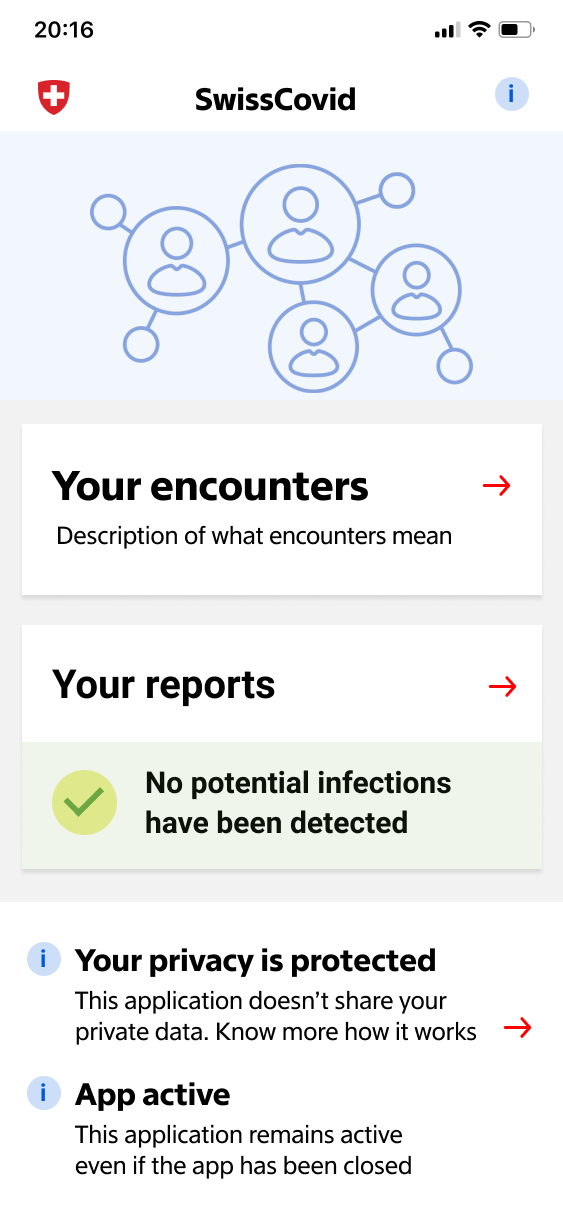 20:16
SwissCovid
i
Your encounters
Description of what encounters mean
Your reports
No potential infections
have been detected
i
Your privacy is protected
This application doesn’t share your
private data. Know more how it works
i
App active
This application remains active
even if the app has been closed